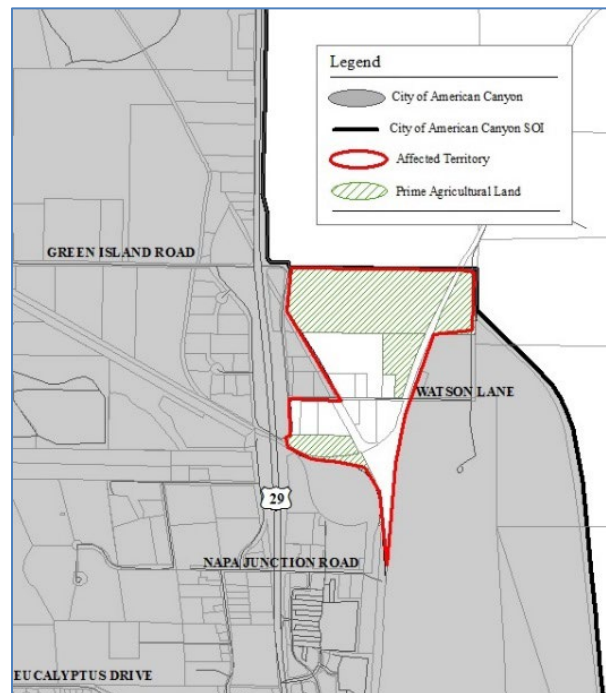 Legend
City of American Canyon
City of American Canyon SOI
Affected Territory
Prime Agricultural Land
GREEN ISLAND ROAD
WATSON LANE
29
NAPA JUNCTION ROAD
EUCALYPTUS DRIVE